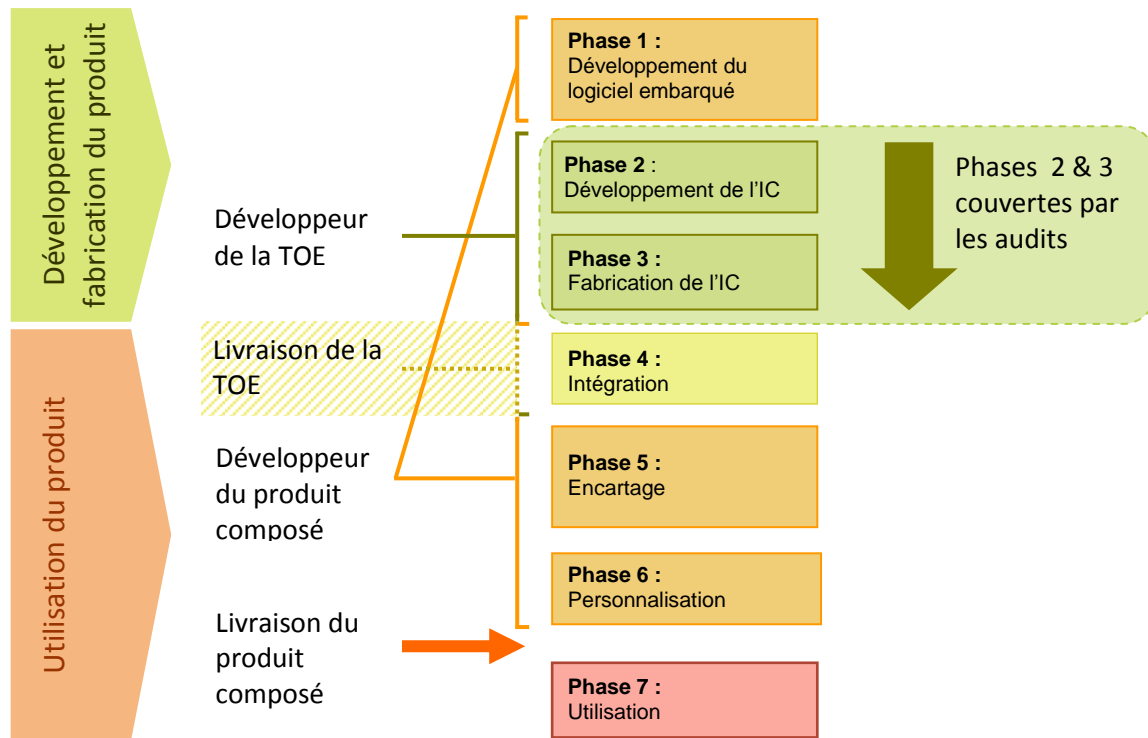 Développement et
fabrication du produit
Utilisation du produit
Développeur
de la TOE
Livraison de la
TOE
Développeur
du produit
composé
Livraison du
produit
composé
Phase 1 :
Développement du
logiciel embarqué
Phase 2 :
Développement de l'IC
Phase 3 :
Fabrication de l'IC
Phases 2 & 3
couvertes par
les audits
Phase 4 :
Intégration
Phase 5 :
Encartage
Phase 6 :
Personnalisation
Phase 7 :
Utilisation